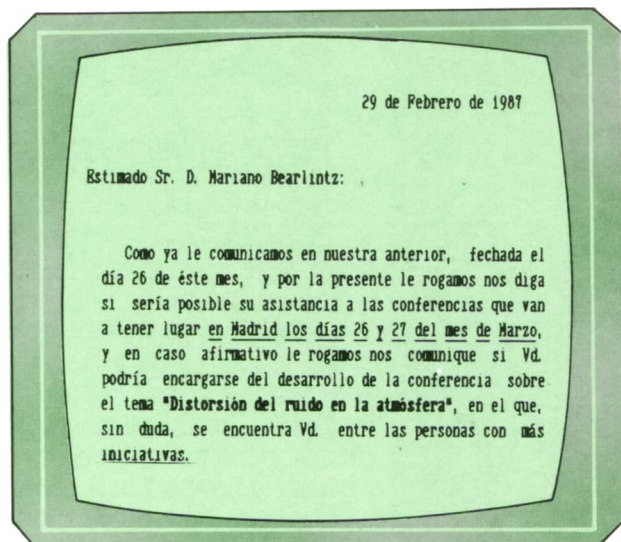 29 de Febrero de 1987
Estimado Sr. D. Mariano Bearlintz:
Como ya le comunicamos en nuestra anterior, fechada el
día 26 de éste mes, y por la presente le rogamos nos diga
si sería posible su asistancia a las conferencias que van
a tener lugar en Madrid los días 26 y 27 del mes de Marzo,
y en caso afirmativo le rogamos nos comunique si Vd.
podría encargarse del desarrollo de la conferencia sobre
el tema "Distorsión del ruido en la atmósfera", en el que,
sin duda, se encuentra Vd. entre las personas con más
iniciativas.